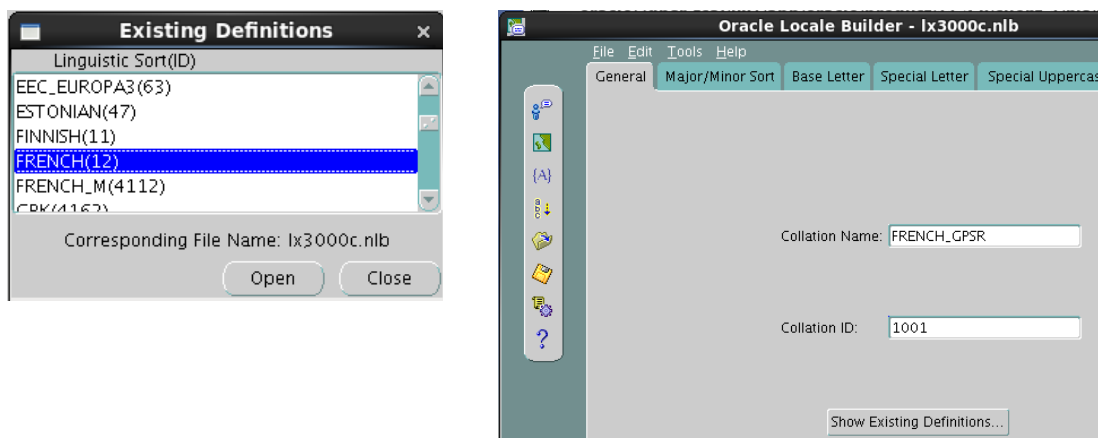 Existing Definitions
Linguistic Sort(ID)
EEC_EUROPA3(63)
ESTONIAN(47)
FINNISH(11)
FRENCH(12)
FRENCH_M(4112)
Corresponding File Name: lx3000c.nlb
Open Close
Oracle Locale Builder - lx3000c.nlb
File Edit Tools Help
General Major/Minor Sort Base Letter Special Letter Special Uppercas
{A}
Collation Name: FRENCH_GPSR
Collation ID: 1001
Show Existing Definitions...